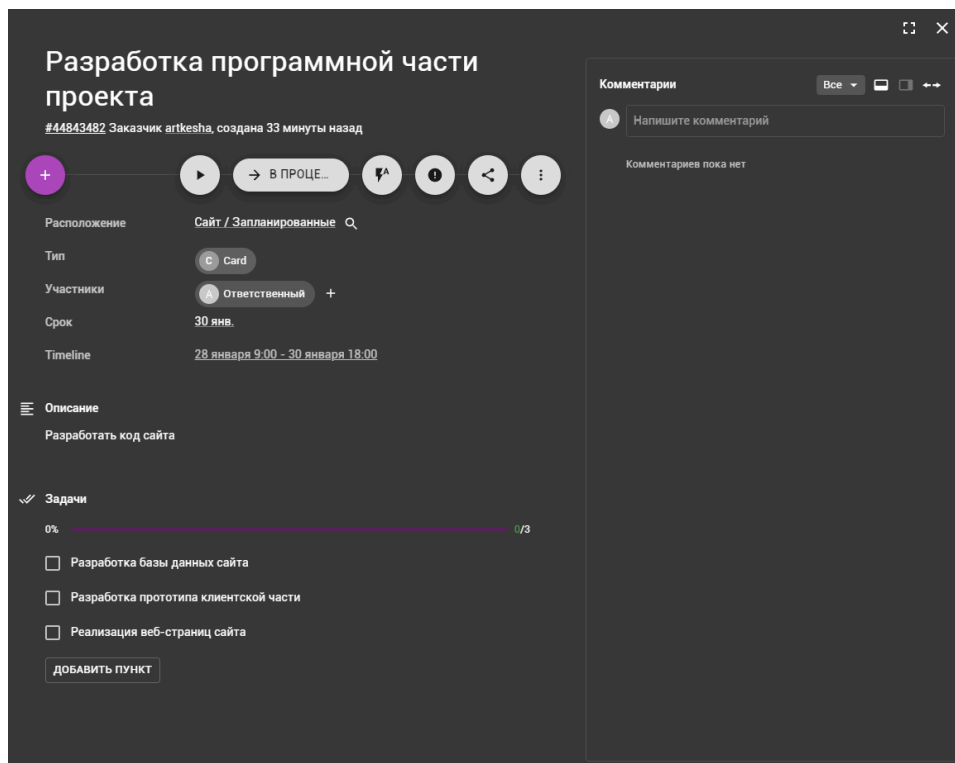 Разработка программной части
проекта
#44843482 Заказчик artkesha, создана 33 минуты назад
+
→ В ПРОЦЕ...
Расположение Сайт / Запланированные
Тип C Card
Участники A Ответственный +
Срок 30 янв.
Timeline 28 января 9:00 - 30 января 18:00
Описание
Разработать код сайта
Задачи
0% 0/3
Разработка базы данных сайта
Разработка прототипа клиентской части
Реализация веб-страниц сайта
ДОБАВИТЬ ПУНКТ
Комментарии Все
A Напишите комментарий
Комментариев пока нет